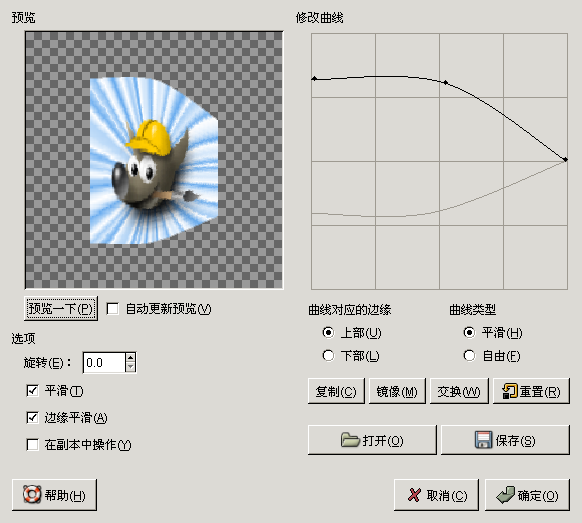 预览
修改曲线
预览一下(P)
自动更新预览(V)
曲线对应的边缘
曲线类型
上部(U)
平滑(H)
下部(L)
自由(F)
选项
旋转(E)：
0.0
平滑(T)
边缘平滑(A)
在副本中操作(Y)
复制(C)
镜像(M)
交换(W)
重置(R)
打开(O)
保存(S)
帮助(H)
取消(C)
确定(O)